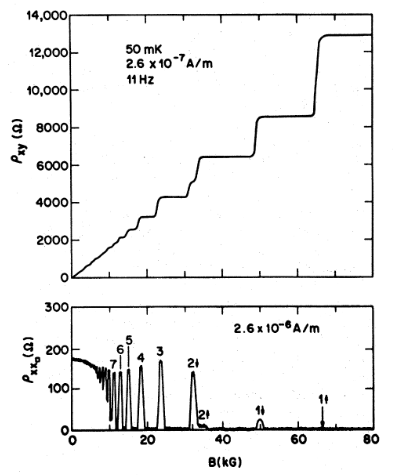 14,000
12,000
10,000
8000
6000
4000
2000
0
ρxy (Ω)
50 mK
2.6 x 10⁻⁷ A/m
11 Hz
300
200
100
0
ρxx (Ω)
2.6 x 10⁻⁶ A/m
7 6 5 4 3 2↓ 2↑ 1↓ 1↑
0 20 40 60 80
B(kG)